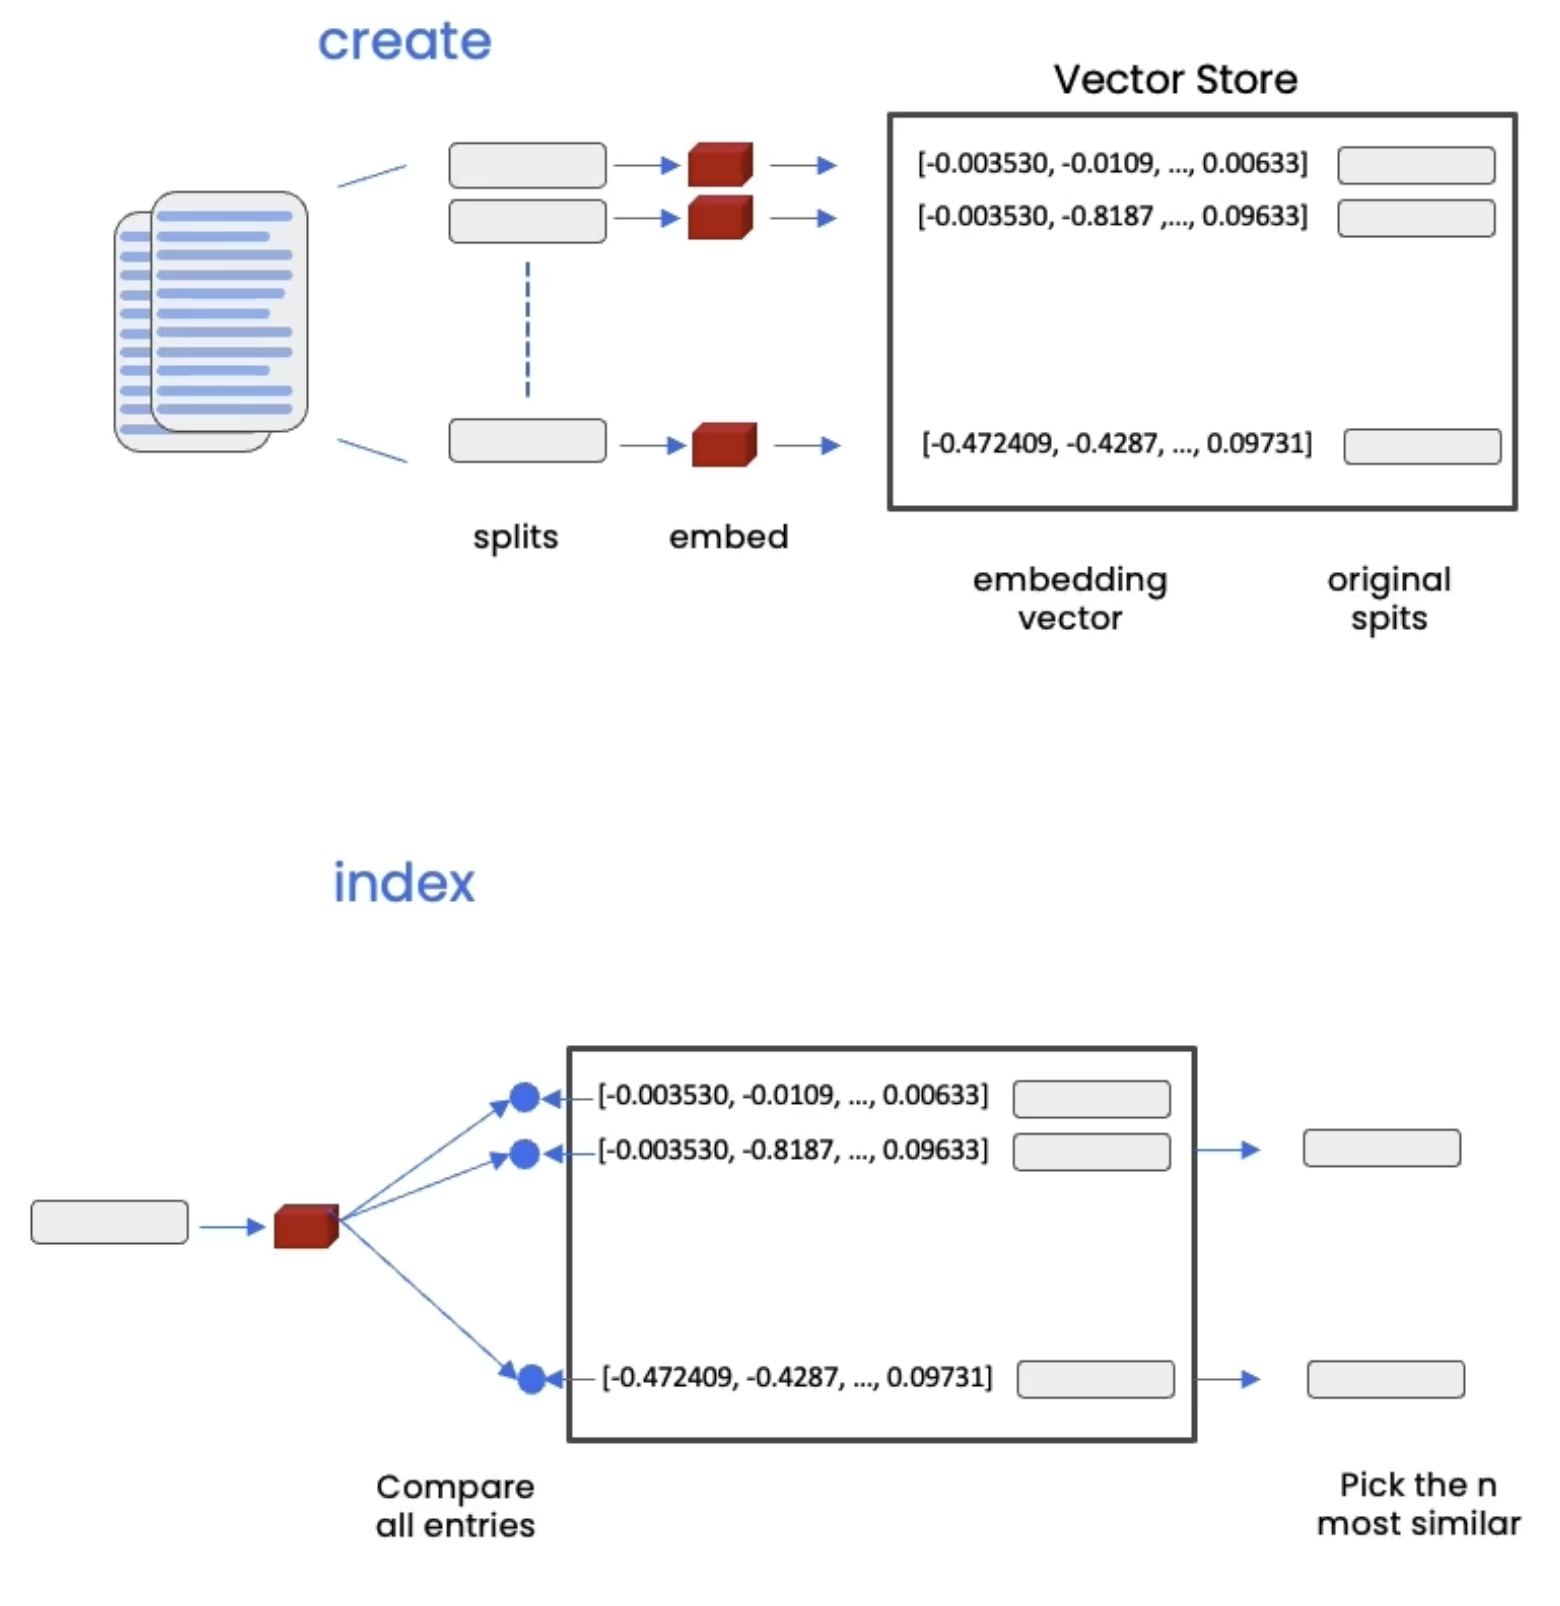 create
Vector Store
[-0.003530, -0.0109, ..., 0.00633]
[-0.003530, -0.8187 ,..., 0.09633]
[-0.472409, -0.4287, ..., 0.09731]
splits
embed
embedding
vector
original
spits
index
[-0.003530, -0.0109, ..., 0.00633]
[-0.003530, -0.8187, ..., 0.09633]
[-0.472409, -0.4287, ..., 0.09731]
Compare
all entries
Pick the n
most similar